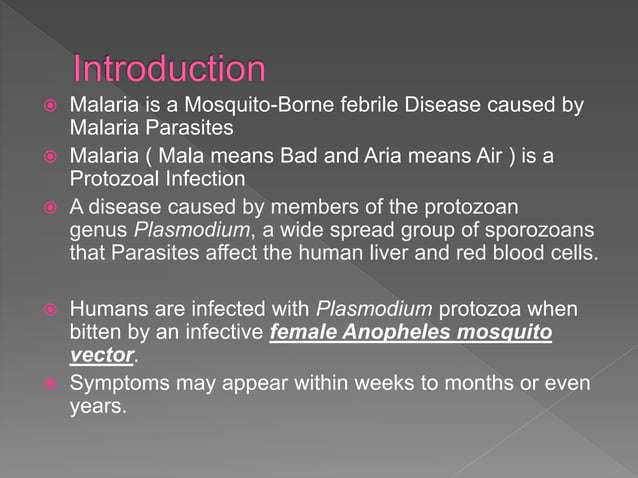 Introduction
Malaria is a Mosquito-Borne febrile Disease caused by
Malaria Parasites
Malaria ( Mala means Bad and Aria means Air ) is a
Protozoal Infection
A disease caused by members of the protozoan
genus Plasmodium, a wide spread group of sporozoans
that Parasites affect the human liver and red blood cells.
Humans are infected with Plasmodium protozoa when
bitten by an infective female Anopheles mosquito
vector.
Symptoms may appear within weeks to months or even
years.